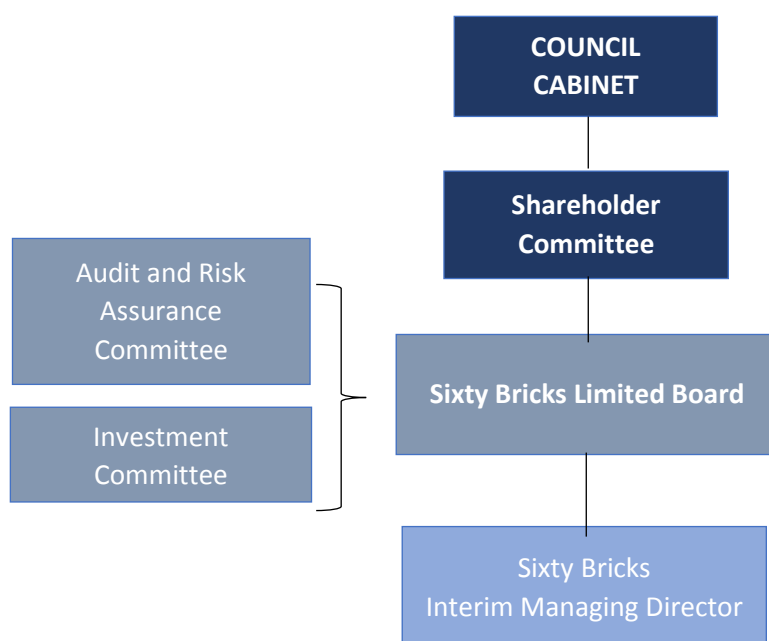 COUNCIL
CABINET
Shareholder
Committee
Audit and Risk
Assurance
Committee
Sixty Bricks Limited Board
Investment
Committee
Sixty Bricks
Interim Managing Director